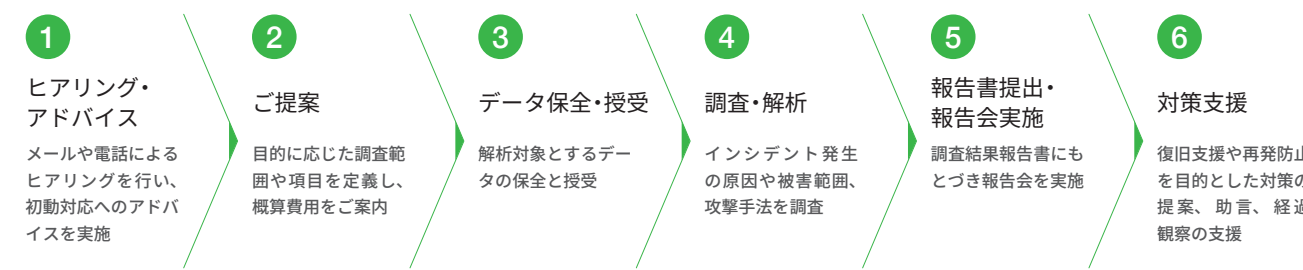 1
ヒアリング・
アドバイス
メールや電話による
ヒアリングを行い、
初動対応へのアドバ
イスを実施
2
ご提案
目的に応じた調査範
囲や項目を定義し、
概算費用をご案内
3
データ保全・授受
解析対象とするデー
タの保全と授受
4
調査・解析
インシデント発生
の原因や被害範囲、
攻撃手法を調査
5
報告書提出・
報告会実施
調査結果報告書にも
とづき報告会を実施
6
対策支援
復旧支援や再発防止
を目的とした対策の
提案、助言、経過
観察の支援